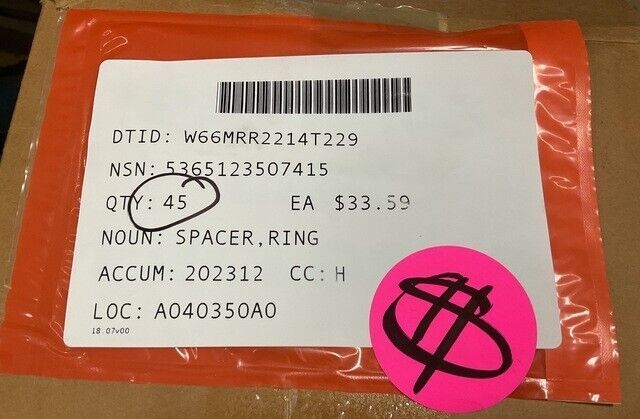 DTID: W66MRR2214T229
NSN: 5365123507415
QTY: 45 EA $33.59
NOUN: SPACER,RING
ACCUM: 202312 CC: H
LOC: A040350A0
18.07v00